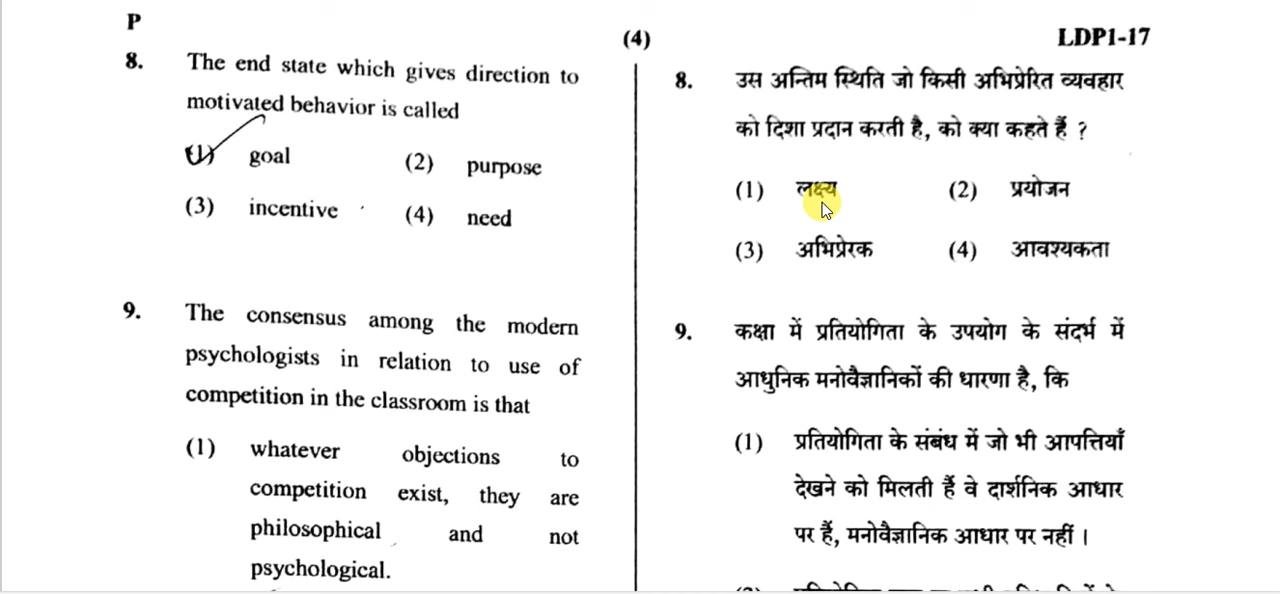 P
(4)
LDP1-17
8. The end state which gives direction to
motivated behavior is called
(1) goal (2) purpose
(3) incentive (4) need
9. The consensus among the modern
psychologists in relation to use of
competition in the classroom is that
(1) whatever objections to
competition exist, they are
philosophical and not
psychological.
8. उस अन्तिम स्थिति जो किसी अभिप्रेरित व्यवहार
को दिशा प्रदान करती है, को क्या कहते हैं ?
(1) लक्ष्य (2) प्रयोजन
(3) अभिप्रेरक (4) आवश्यकता
9. कक्षा में प्रतियोगिता के उपयोग के संदर्भ में
आधुनिक मनोवैज्ञानिकों की धारणा है, कि
(1) प्रतियोगिता के संबंध में जो भी आपत्तियाँ
देखने को मिलती हैं वे दार्शनिक आधार
पर हैं, मनोवैज्ञानिक आधार पर नहीं ।